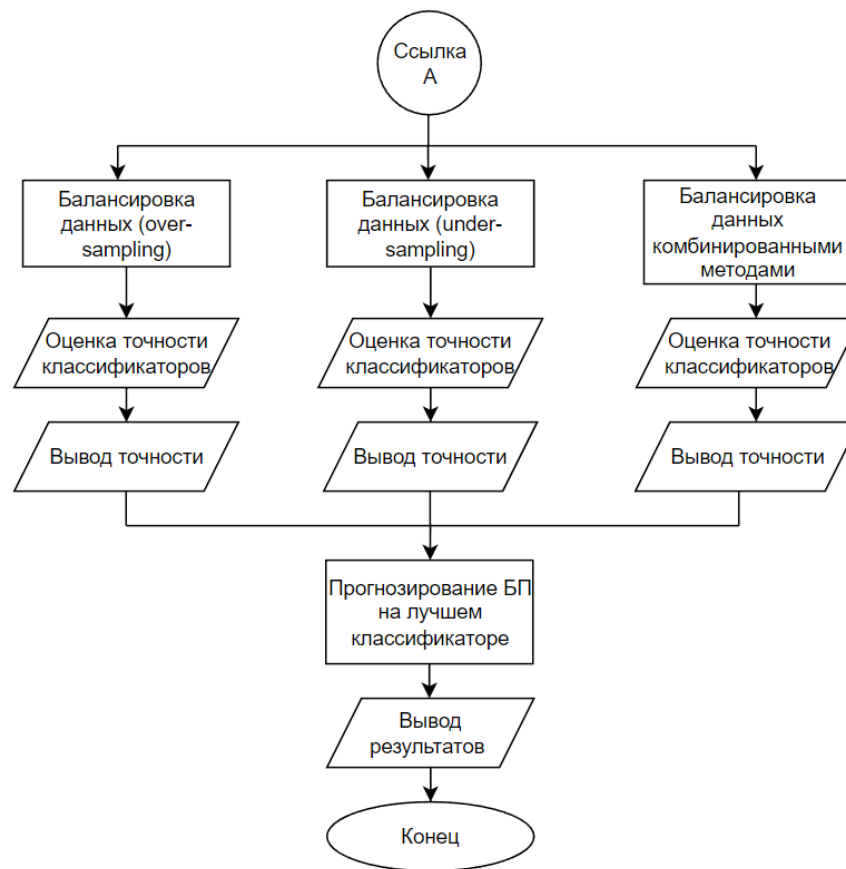 Ссылка
А
Балансировка
данных (over-
sampling)
Балансировка
данных (under-
sampling)
Балансировка
данных
комбинированными
методами
Оценка точности
классификаторов
Оценка точности
классификаторов
Оценка точности
классификаторов
Вывод точности
Вывод точности
Вывод точности
Прогнозирование БП
на лучшем
классификаторе
Вывод
результатов
Конец